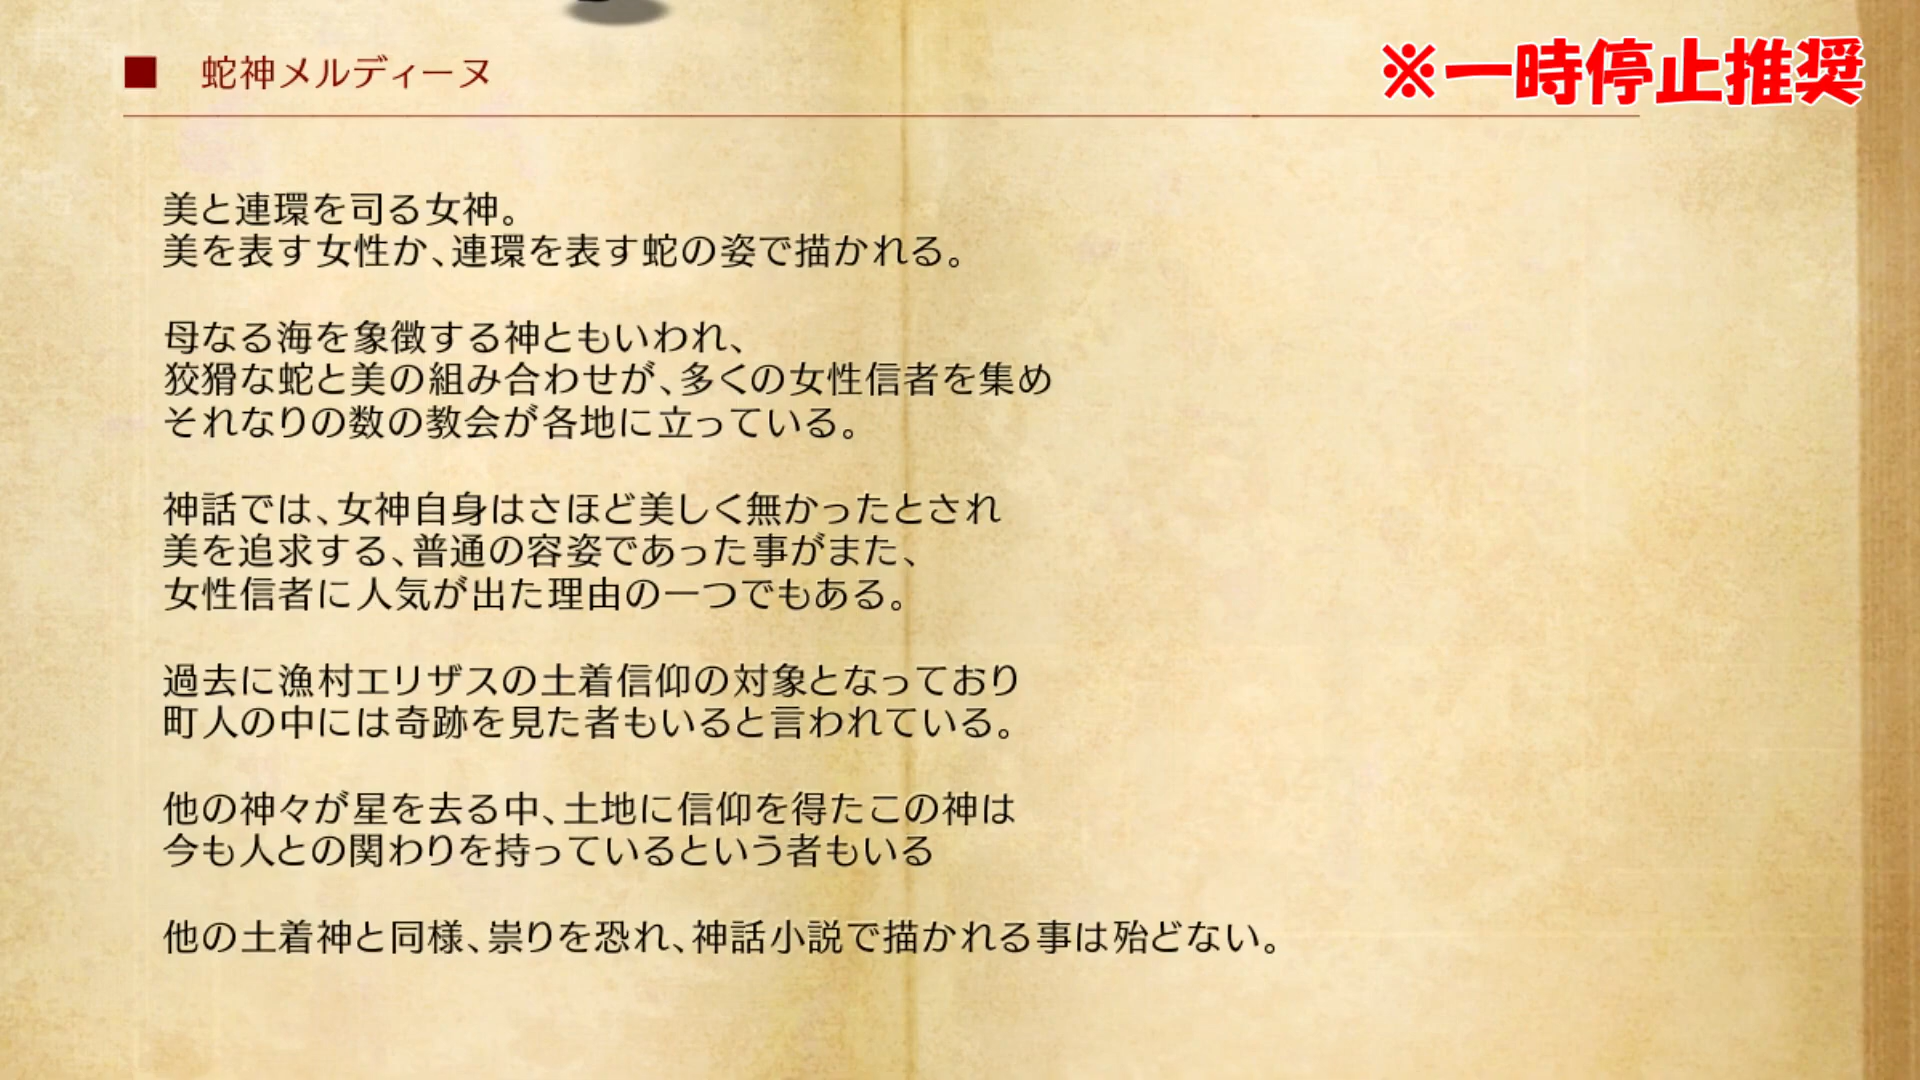 ■ 蛇神メルディーヌ
※一時停止推奨
美と連環を司る女神。
美を表す女性か、連環を表す蛇の姿で描かれる。
母なる海を象徴する神ともいわれ、
狡猾な蛇と美の組み合わせが、多くの女性信者を集め
それなりの数の教会が各地に立っている。
神話では、女神自身はさほど美しく無かったとされ
美を追求する、普通の容姿であった事がまた、
女性信者に人気が出た理由の一つでもある。
過去に漁村エリザスの土着信仰の対象となっており
町人の中には奇跡を見た者もいると言われている。
他の神々が星を去る中、土地に信仰を得たこの神は
今も人との関わりを持っているという者もいる
他の土着神と同様、祟りを恐れ、神話小説で描かれる事は殆どない。